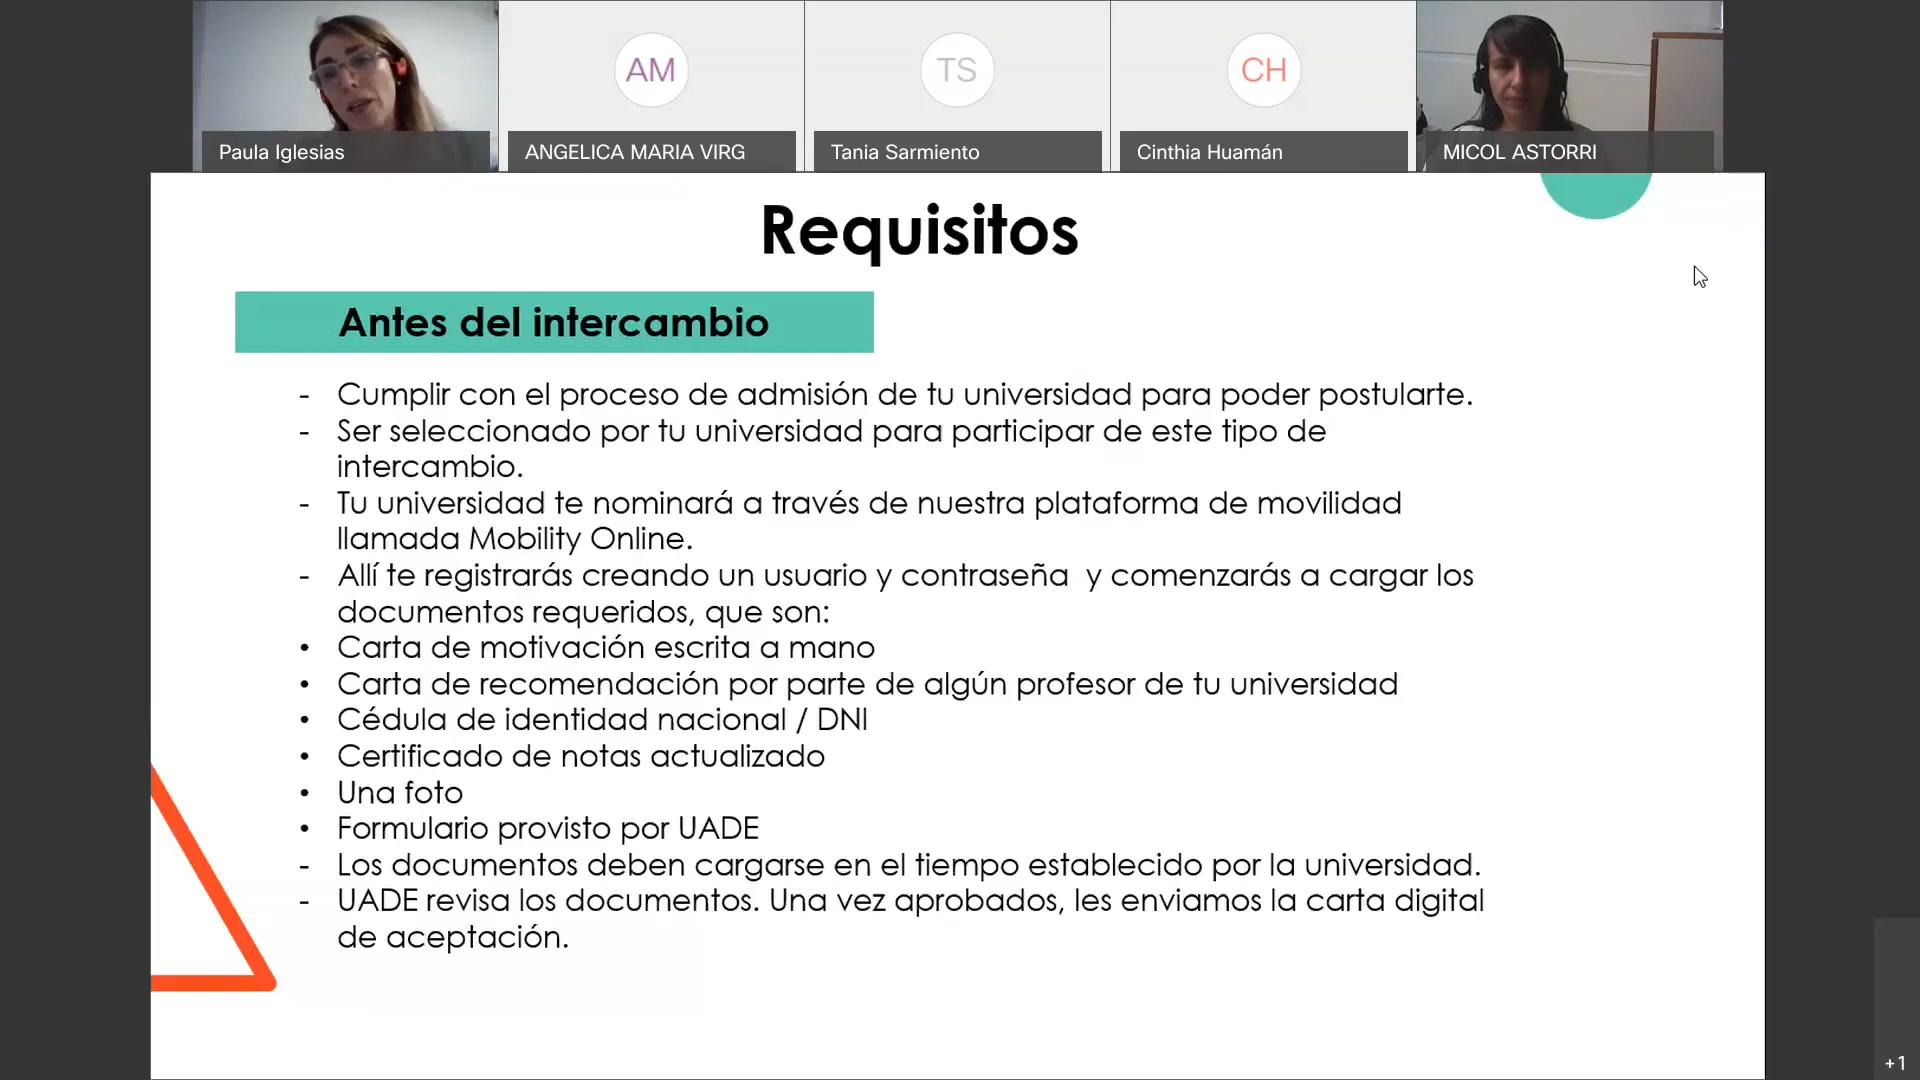 AM
TS
CH
Paula Iglesias
ANGELICA MARIA VIRG
Tania Sarmiento
Cinthia Huamán
MICOL ASTORRI
Requisitos
Antes del intercambio
- Cumplir con el proceso de admisión de tu universidad para poder postularte.
- Ser seleccionado por tu universidad para participar de este tipo de
intercambio.
- Tu universidad te nominará a través de nuestra plataforma de movilidad
llamada Mobility Online.
- Allí te registrarás creando un usuario y contraseña y comenzarás a cargar los
documentos requeridos, que son:
• Carta de motivación escrita a mano
• Carta de recomendación por parte de algún profesor de tu universidad
• Cédula de identidad nacional / DNI
• Certificado de notas actualizado
• Una foto
• Formulario provisto por UADE
- Los documentos deben cargarse en el tiempo establecido por la universidad.
- UADE revisa los documentos. Una vez aprobados, les enviamos la carta digital
de aceptación.
+1